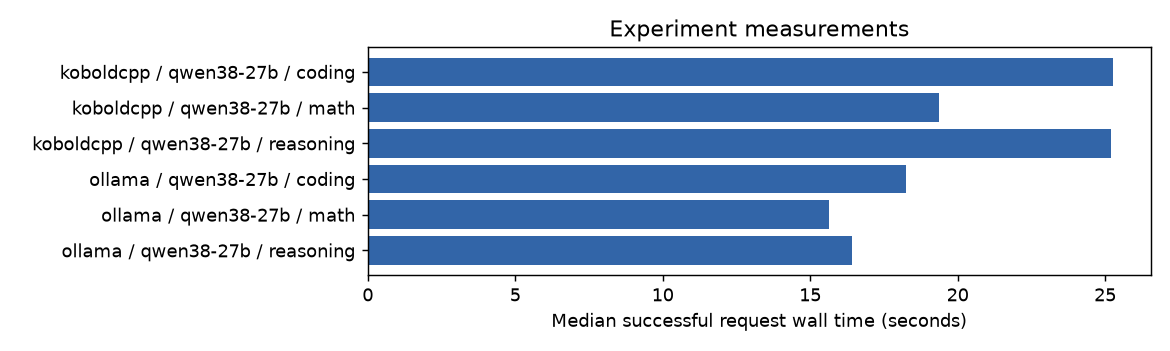 Experiment measurements
koboldcpp / qwen38-27b / coding
koboldcpp / qwen38-27b / math
koboldcpp / qwen38-27b / reasoning
ollama / qwen38-27b / coding
ollama / qwen38-27b / math
ollama / qwen38-27b / reasoning
0 5 10 15 20 25
Median successful request wall time (seconds)